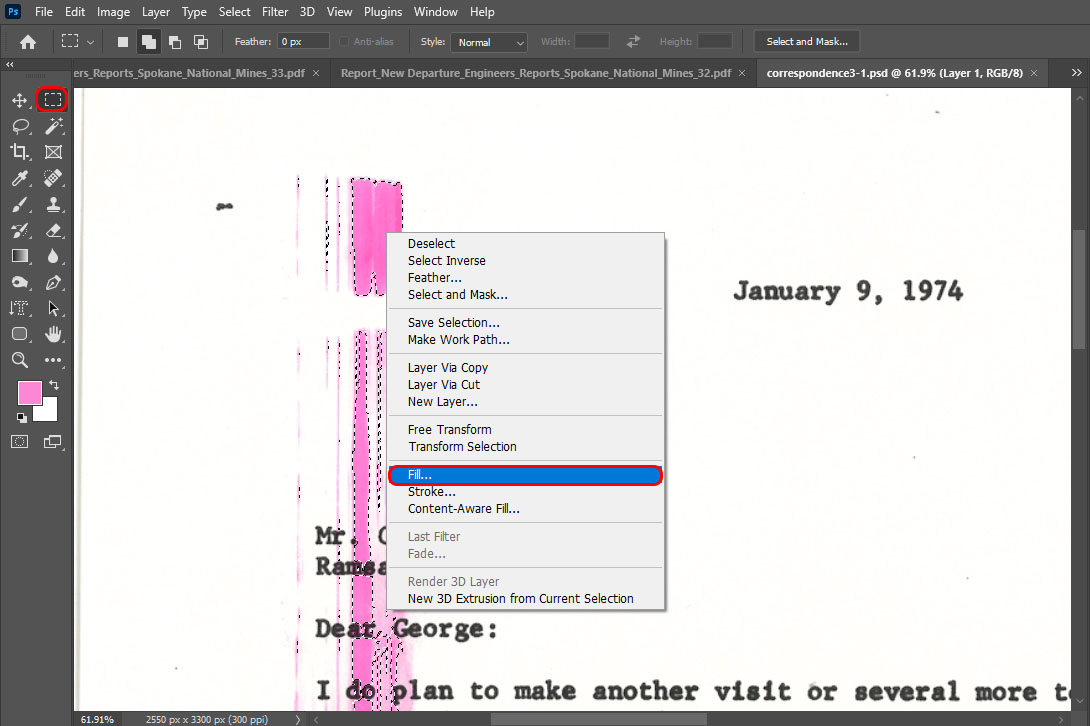 Ps File Edit Image Layer Type Select Filter 3D View Plugins Window Help
Feather: 0 px Anti-alias Style: Normal Width: Height: Select and Mask...
ers_Reports_Spokane_National_Mines_33.pdf × Report_New Departure_Engineers_Reports_Spokane_National_Mines_32.pdf × correspondence3-1.psd @ 61.9% (Layer 1, RGB/8) ×
January 9, 1974
Deselect
Select Inverse
Feather...
Select and Mask...
Save Selection...
Make Work Path...
Layer Via Copy
Layer Via Cut
New Layer...
Free Transform
Transform Selection
Fill...
Stroke...
Content-Aware Fill...
Last Filter
Fade...
Render 3D Layer
New 3D Extrusion from Current Selection
Mr.
Dear George:
I do plan to make another visit or several more
61.91% 2550 px x 3300 px (300 ppi)